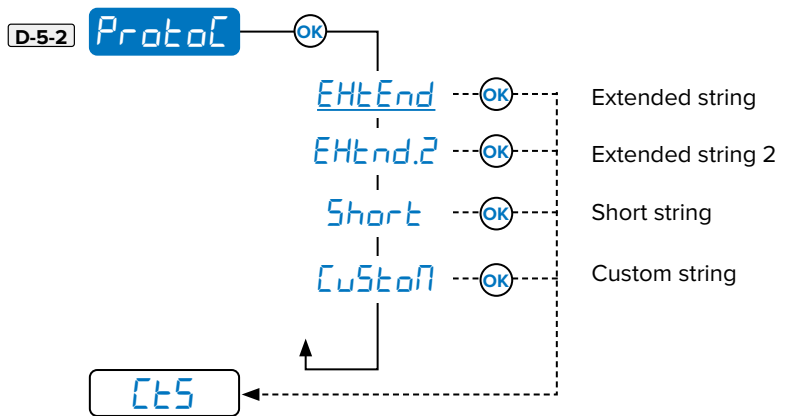 D-5-2 ProtoC OK
EHtEnd OK Extended string
EHtnd.2 OK Extended string 2
Short OK Short string
CuStoM OK Custom string
CtS